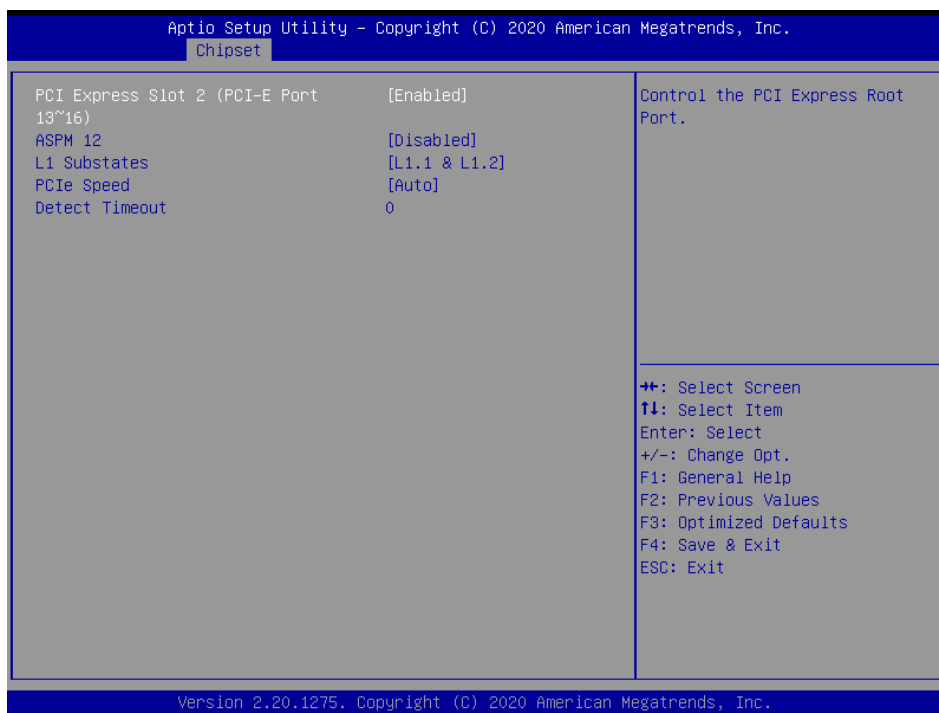 Aptio Setup Utility – Copyright (C) 2020 American Megatrends, Inc.
Chipset
PCI Express Slot 2 (PCI-E Port 13~16) [Enabled]
ASPM 12 [Disabled]
L1 Substates [L1.1 & L1.2]
PCIe Speed [Auto]
Detect Timeout 0
Control the PCI Express Root
Port.
→←: Select Screen
↑↓: Select Item
Enter: Select
+/-: Change Opt.
F1: General Help
F2: Previous Values
F3: Optimized Defaults
F4: Save & Exit
ESC: Exit
Version 2.20.1275. Copyright (C) 2020 American Megatrends, Inc.